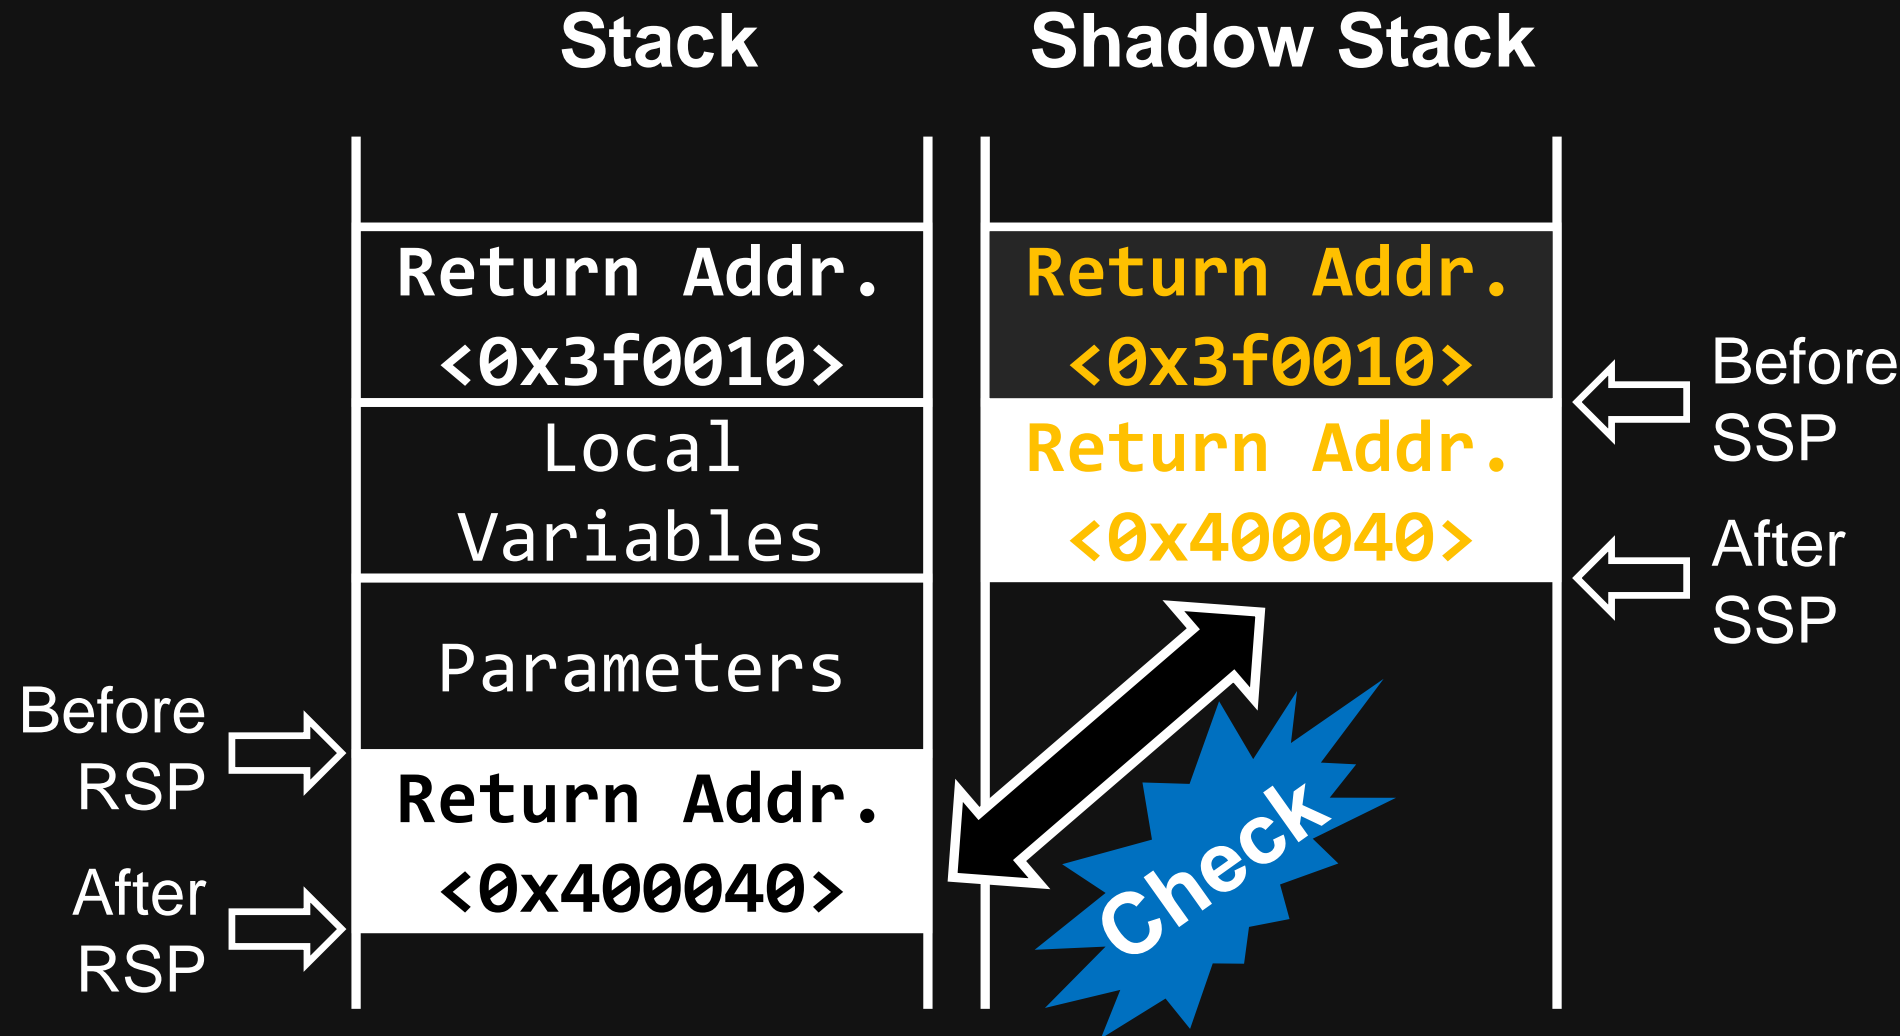 Stack
Shadow Stack
Return Addr.
<0x3f0010>
Local
Variables
Parameters
Return Addr.
<0x400040>
Return Addr.
<0x3f0010>
Return Addr.
<0x400040>
Before
RSP
After
RSP
Before
SSP
After
SSP
Check